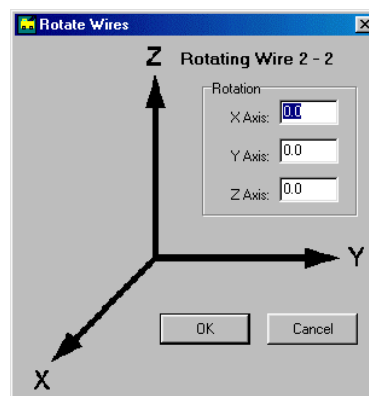 Rotate Wires
Z Rotating Wire 2 - 2
Rotation
X Axis: 0.0
Y Axis: 0.0
Z Axis: 0.0
Y
OK Cancel
X